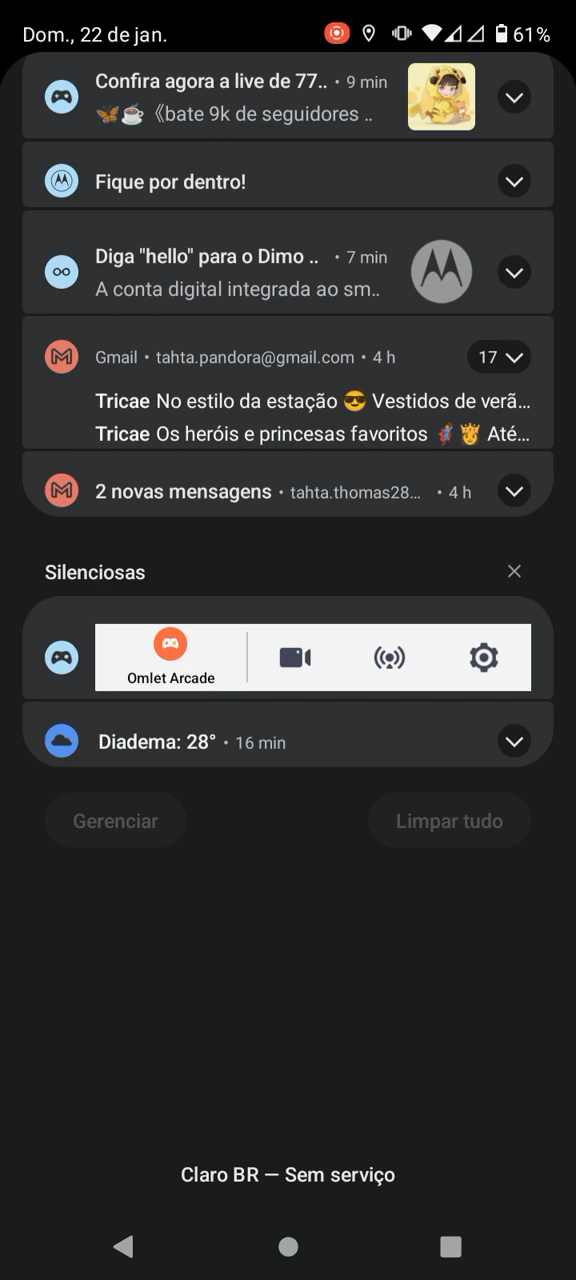 Dom., 22 de jan. 61%
Confira agora a live de 77.. • 9 min
🦋☕《bate 9k de seguidores ..
Fique por dentro!
Diga "hello" para o Dimo .. • 7 min
A conta digital integrada ao sm..
Gmail • tahta.pandora@gmail.com • 4 h 17
Tricae No estilo da estação 😎 Vestidos de verã...
Tricae Os heróis e princesas favoritos 🦸 👸 Até...
2 novas mensagens • tahta.thomas28... • 4 h
Silenciosas
Omlet Arcade
Diadema: 28° • 16 min
Gerenciar Limpar tudo
Claro BR — Sem serviço